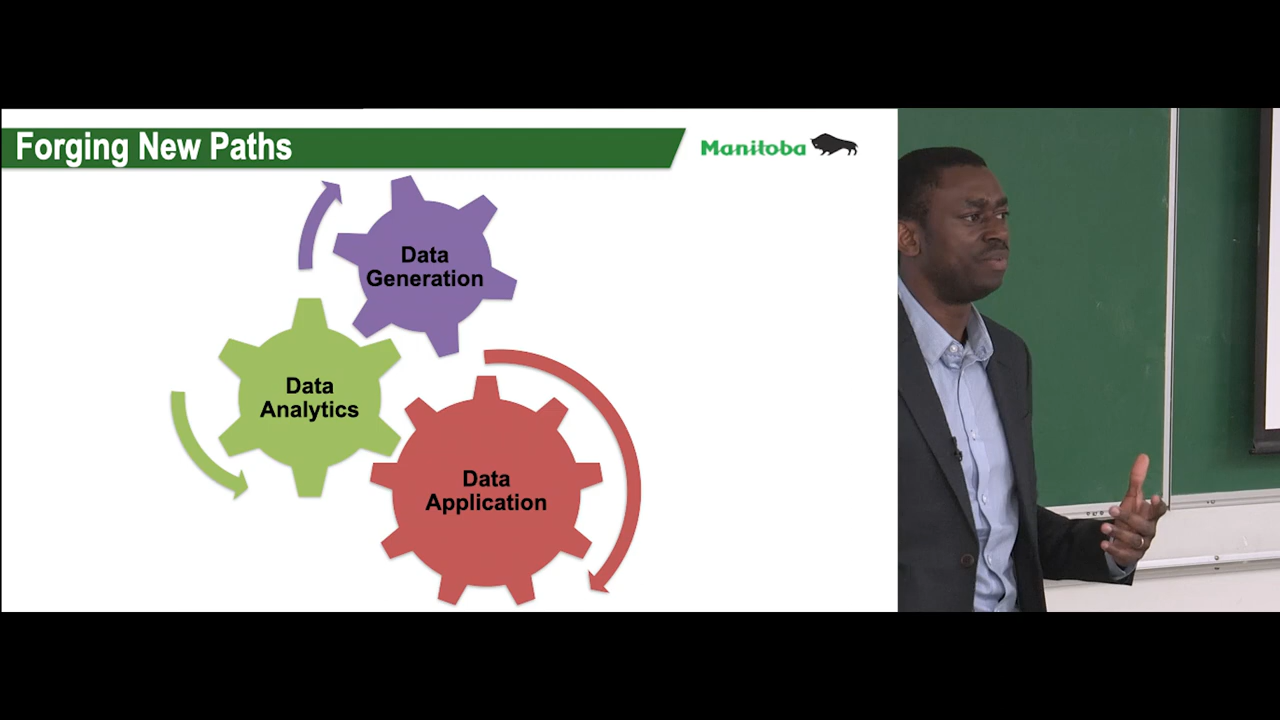 Forging New Paths
Manitoba
Data
Generation
Data
Analytics
Data
Application